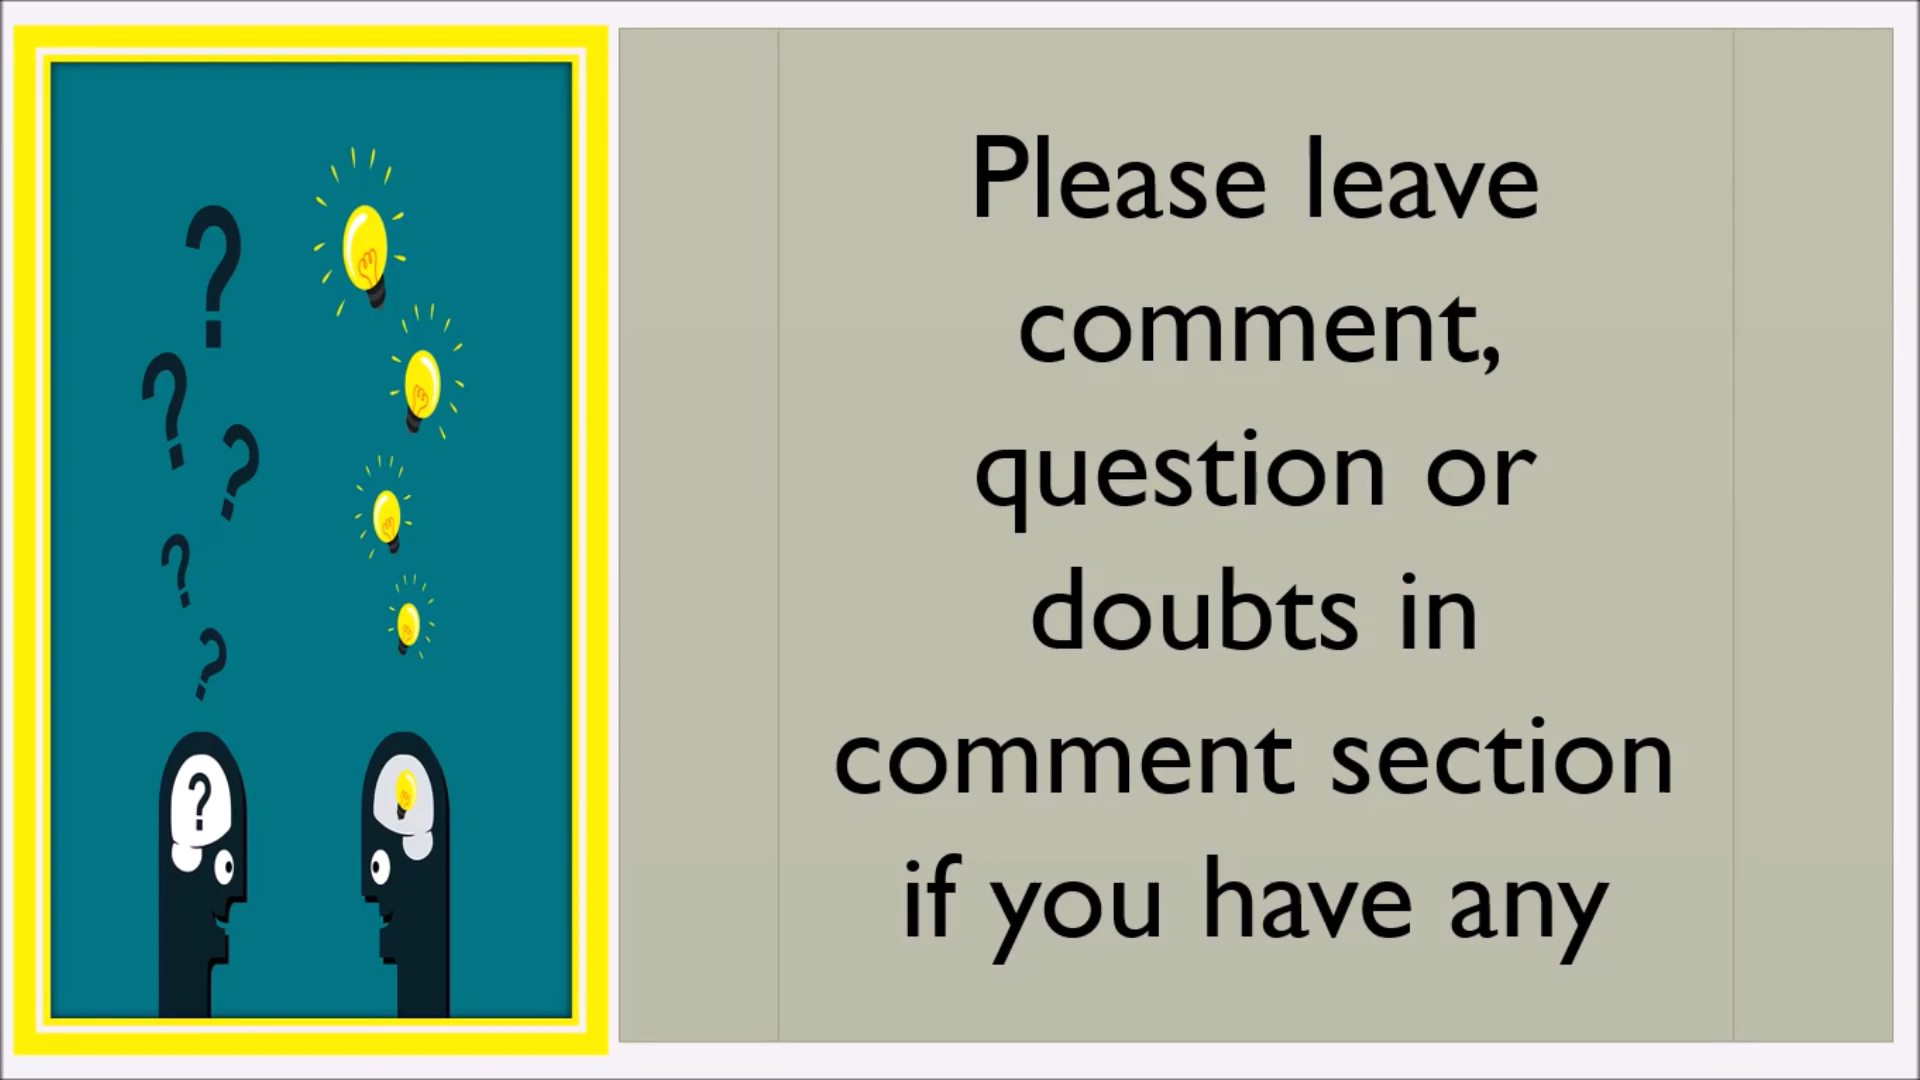 Please leave
comment,
question or
doubts in
comment section
if you have any